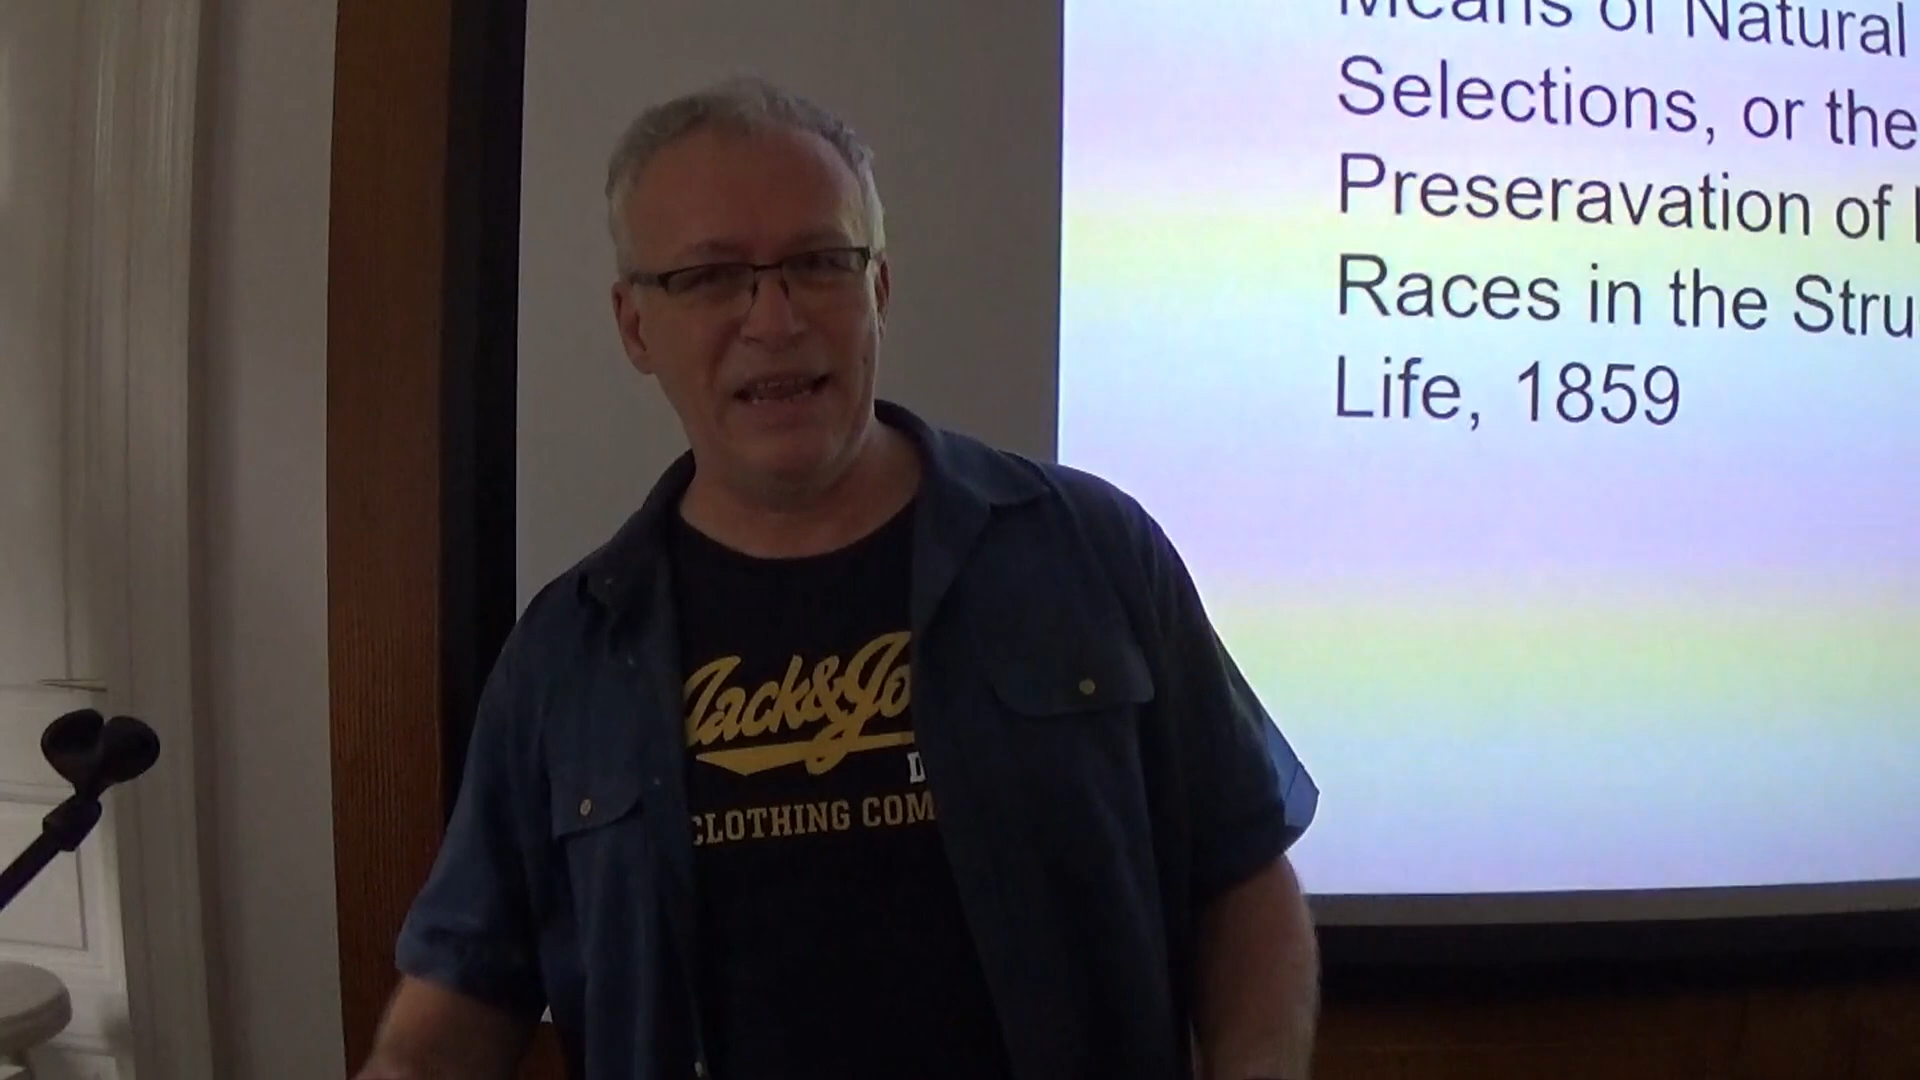 Means of Natural
Selections, or the
Preseravation of
Races in the Stru
Life, 1859
Jack&Jo
D
CLOTHING COM